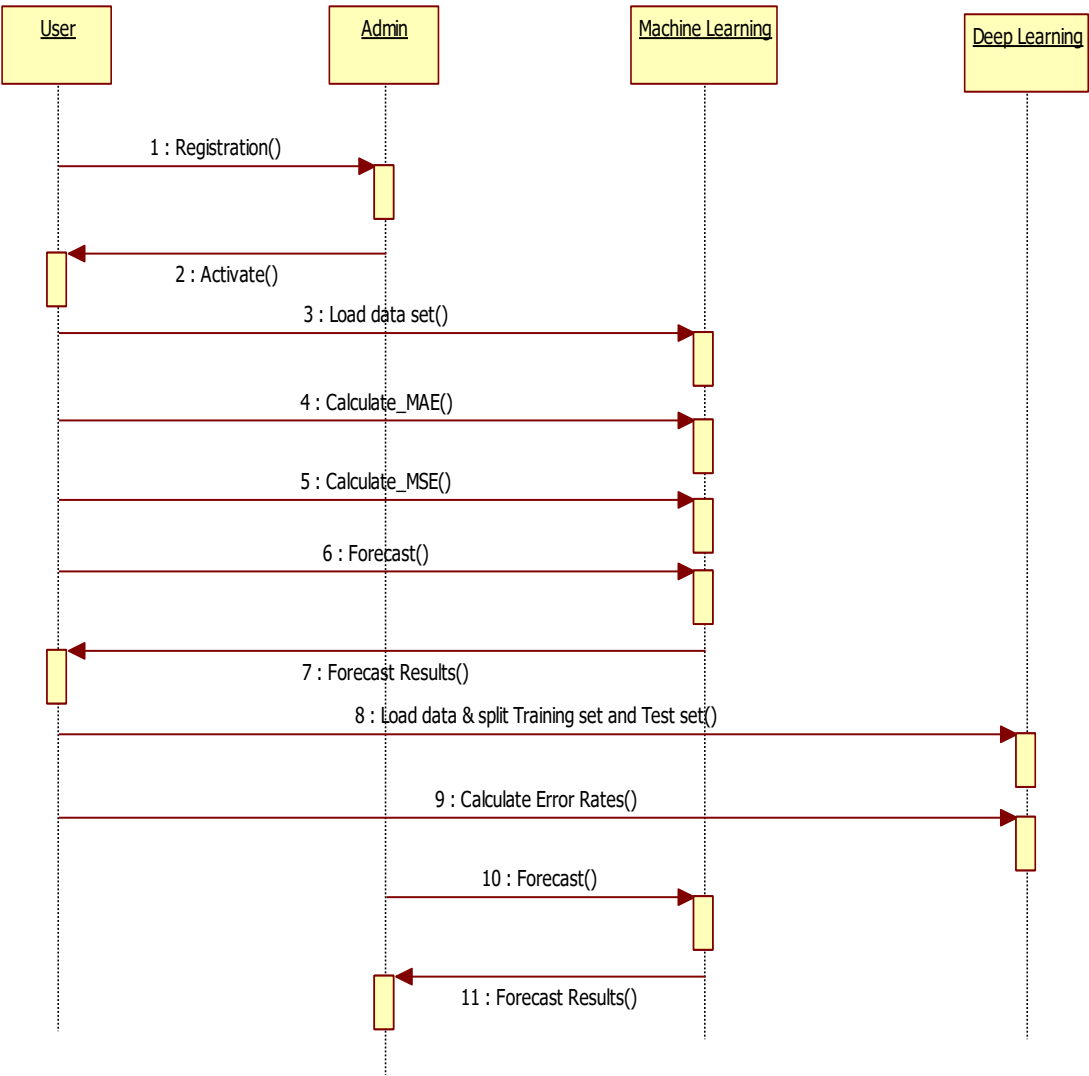 User
Admin
Machine Learning
Deep Learning
1 : Registration()
2 : Activate()
3 : Load data set()
4 : Calculate_MAE()
5 : Calculate_MSE()
6 : Forecast()
7 : Forecast Results()
8 : Load data & split Training set and Test set()
9 : Calculate Error Rates()
10 : Forecast()
11 : Forecast Results()